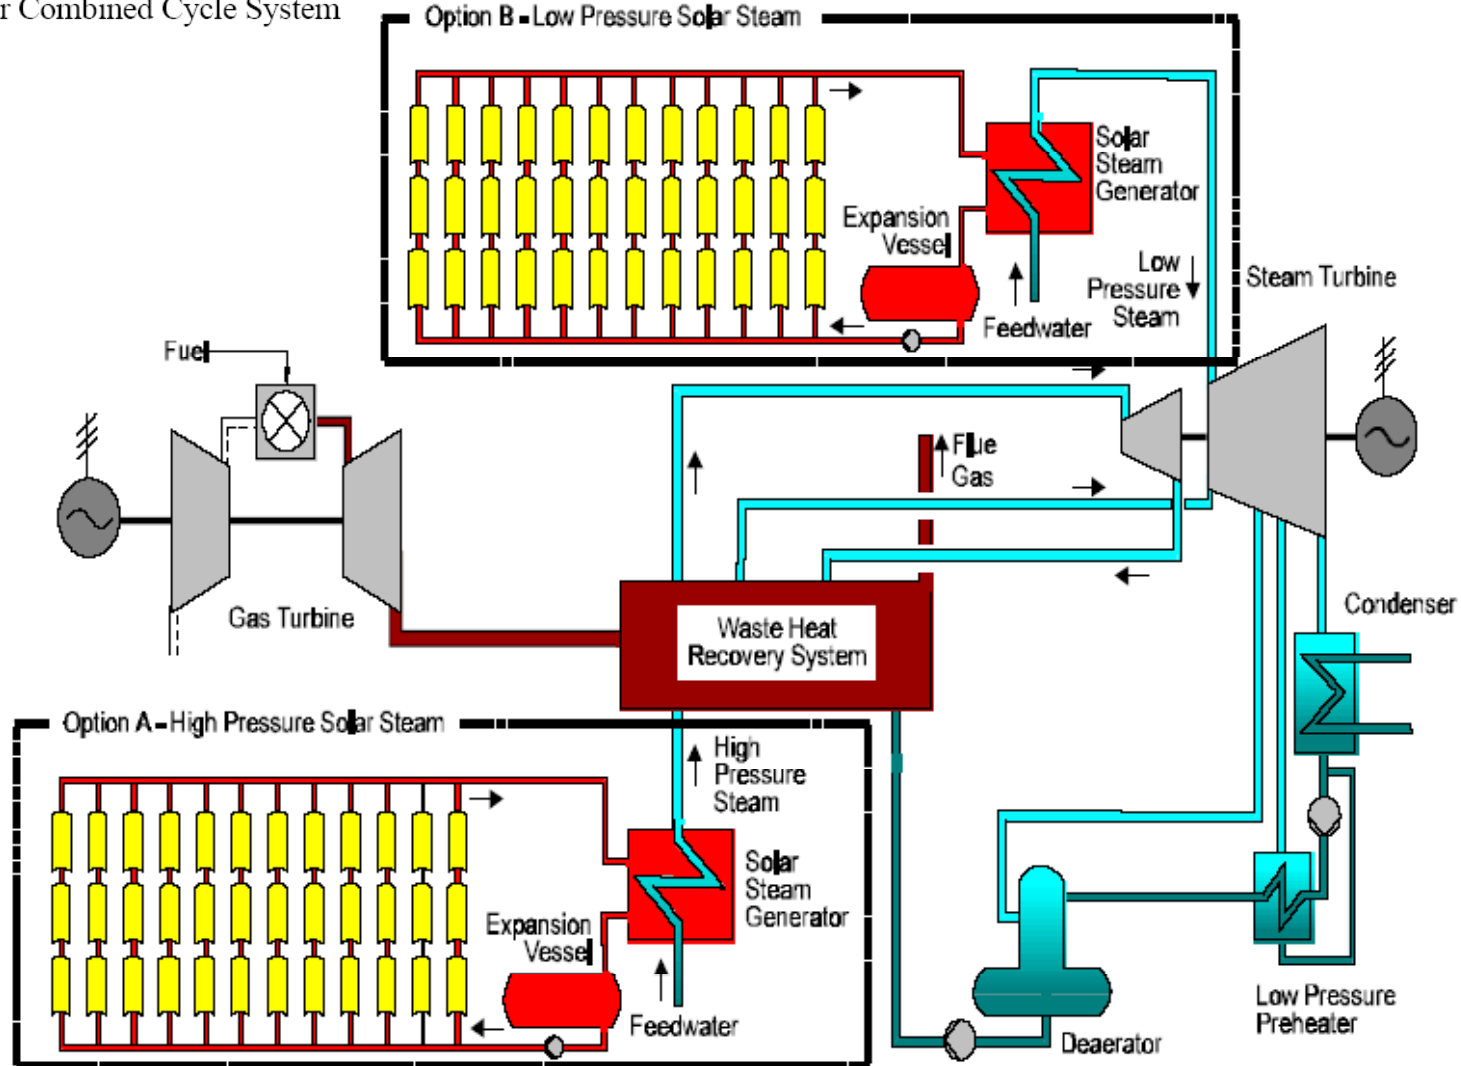 r Combined Cycle System
Option B - Low Pressure Solar Steam
Solar
Steam
Generator
Expansion
Vessel
Low
Pressure
Steam
Feedwater
Steam Turbine
Fuel
Flue
Gas
Gas Turbine
Waste Heat
Recovery System
Condenser
Option A - High Pressure Solar Steam
High
Pressure
Steam
Solar
Steam
Generator
Expansion
Vessel
Feedwater
Low Pressure
Preheater
Deaerator